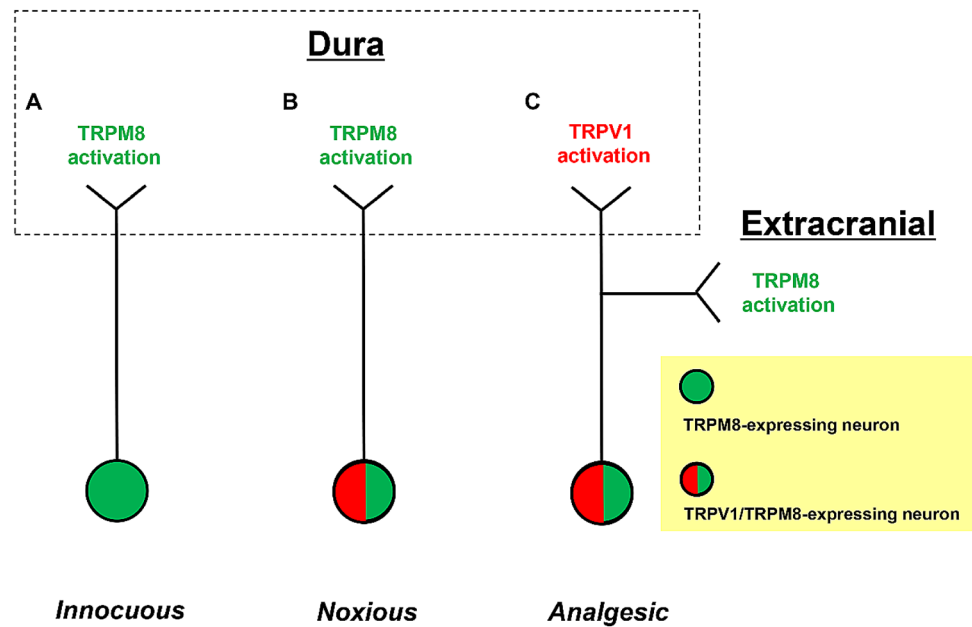 Dura
A
B
C
TRPM8
activation
TRPM8
activation
TRPV1
activation
Extracranial
TRPM8
activation
TRPM8-expressing neuron
TRPV1/TRPM8-expressing neuron
Innocuous
Noxious
Analgesic